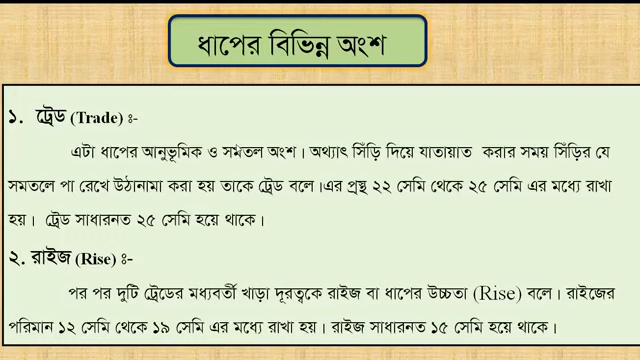 ধাপের বিভিন্ন অংশ
১. ট্রেড (Trade) ঃ-
এটা ধাপের আনুভূমিক ও সমতল অংশ। অথ্যাৎ সিঁড়ি দিয়ে যাতায়াত করার সময় সিঁড়ির যে
সমতলে পা রেখে উঠানামা করা হয় তাকে ট্রেড বলে।এর প্রস্থ ২২ সেমি থেকে ২৫ সেমি এর মধ্যে রাখা
হয়। ট্রেড সাধারনত ২৫ সেমি হয়ে থাকে।
২. রাইজ (Rise) ঃ-
পর পর দুটি ট্রেডের মধ্যবর্তী খাড়া দূরত্বকে রাইজ বা ধাপের উচ্চতা (Rise) বলে। রাইজের
পরিমান ১২ সেমি থেকে ১৯ সেমি এর মধ্যে রাখা হয়। রাইজ সাধারনত ১৫ সেমি হয়ে থাকে।